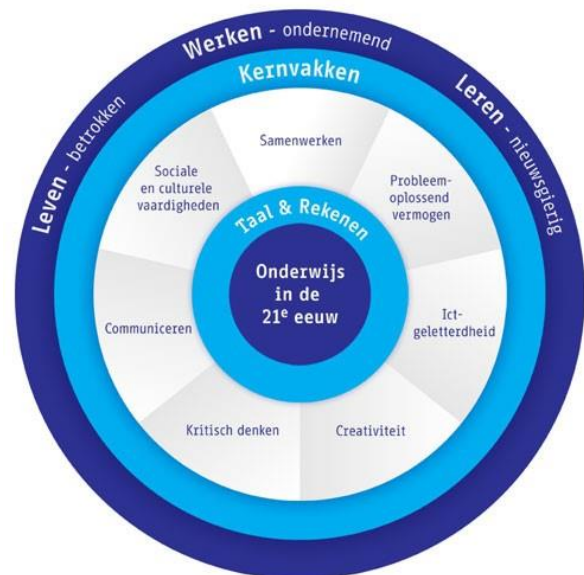 Werken - ondernemend
Leven - betrokken
Leren - nieuwsgierig
Kernvakken
Samenwerken
Probleem-
oplossend
vermogen
Ict-
geletterdheid
Creativiteit
Kritisch denken
Communiceren
Sociale
en culturele
vaardigheden
Taal & Rekenen
Onderwijs
in de
21e eeuw